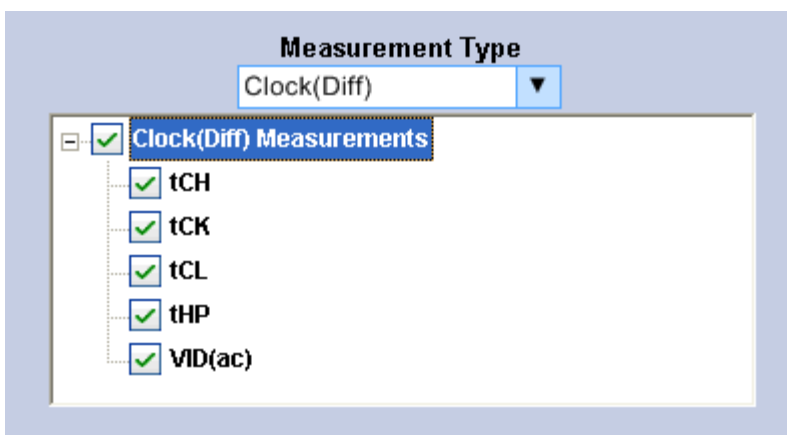 Measurement Type
Clock(Diff)
Clock(Diff) Measurements
tCH
tCK
tCL
tHP
VID(ac)